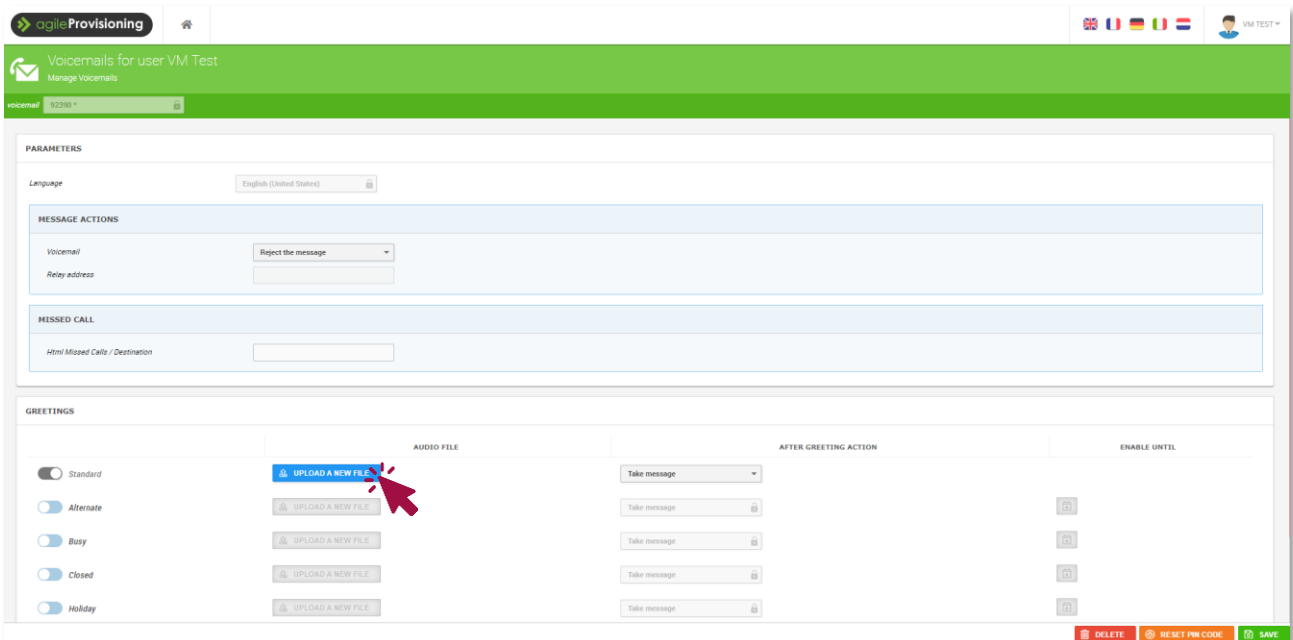 agileProvisioning
VM TEST
Voicemails for user VM Test
Manage Voicemails
voicemail 92390 *
PARAMETERS
Language English (United States)
MESSAGE ACTIONS
Voicemail Reject the message
Relay address
MISSED CALL
Html Missed Calls / Destination
GREETINGS
AUDIO FILE AFTER GREETING ACTION ENABLE UNTIL
Standard UPLOAD A NEW FILE Take message
Alternate UPLOAD A NEW FILE Take message
Busy UPLOAD A NEW FILE Take message
Closed UPLOAD A NEW FILE Take message
Holiday UPLOAD A NEW FILE Take message
DELETE RESET PIN CODE SAVE